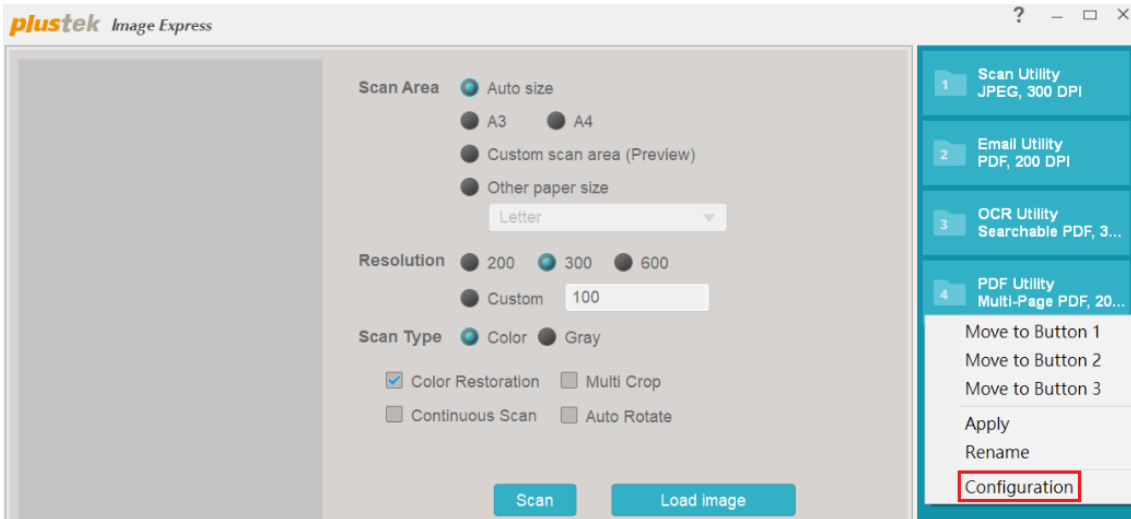 plustek Image Express
?
Scan Area Auto size
A3 A4
Custom scan area (Preview)
Other paper size
Letter
Resolution 200 300 600
Custom 100
Scan Type Color Gray
Color Restoration Multi Crop
Continuous Scan Auto Rotate
Scan Load image
1 Scan Utility
JPEG, 300 DPI
2 Email Utility
PDF, 200 DPI
3 OCR Utility
Searchable PDF, 3...
4 PDF Utility
Multi-Page PDF, 20...
Move to Button 1
Move to Button 2
Move to Button 3
Apply
Rename
Configuration